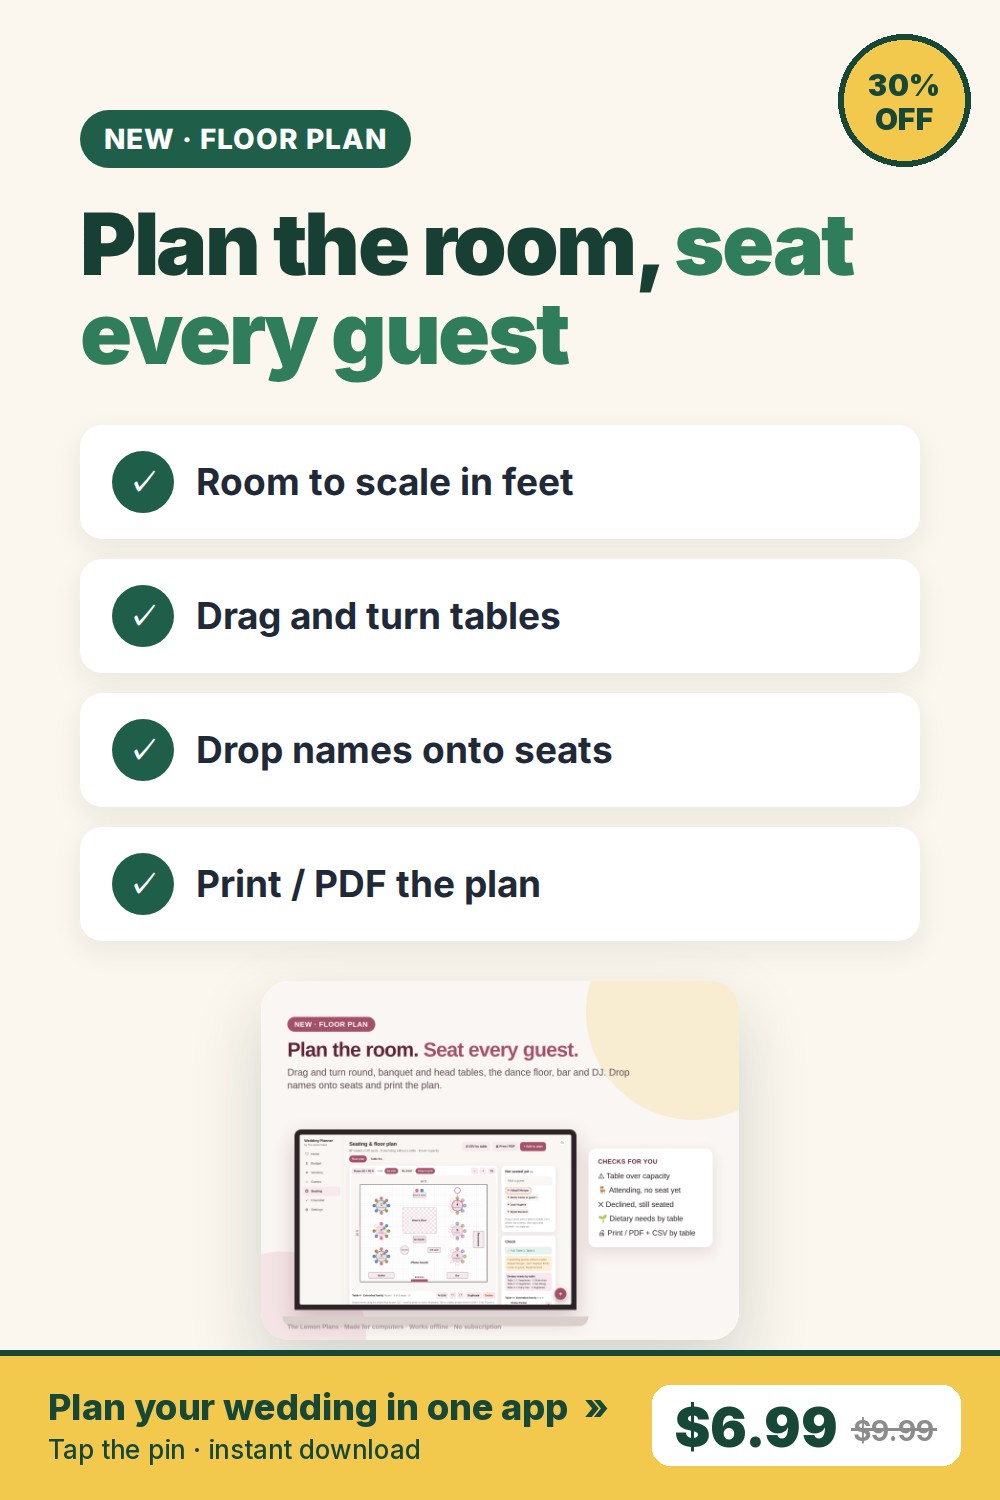 30%
OFF
NEW · FLOOR PLAN
Plan the room, seat
every guest
✓ Room to scale in feet
✓ Drag and turn tables
✓ Drop names onto seats
✓ Print / PDF the plan
NEW · FLOOR PLAN
Plan the room. Seat every guest.
Drag and turn round, banquet and head tables, the dance floor, bar and DJ. Drop
names onto seats and print the plan.
Wedding Planner
Seating & floor plan
CHECKS FOR YOU
⚠ Table over capacity
Attending, no seat yet
✕ Declined, still seated
🌱 Dietary needs by table
🖨 Print / PDF + CSV by table
The Lemon Plans · Made for computers · Works offline · No subscription
Plan your wedding in one app »
Tap the pin · instant download
$6.99 $9.99